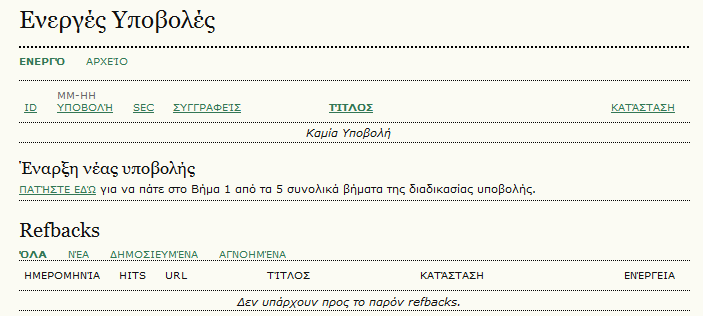 Ενεργές Υποβολές
ΕΝΕΡΓΌ ΑΡΧΕΊΟ
MM-HH
ID ΥΠΟΒΟΛΉ SEC ΣΥΓΓΡΑΦΕΊΣ ΤΊΤΛΟΣ ΚΑΤΆΣΤΑΣΗ
Καμία Υποβολή
Έναρξη νέας υποβολής
ΠΑΤΉΣΤΕ ΕΔΏ για να πάτε στο Βήμα 1 από τα 5 συνολικά βήματα της διαδικασίας υποβολής.
Refbacks
ΌΛΑ ΝΈΑ ΔΗΜΟΣΙΕΥΜΈΝΑ ΑΓΝΟΗΜΈΝΑ
ΗΜΕΡΟΜΗΝΊΑ HITS URL ΤΊΤΛΟΣ ΚΑΤΆΣΤΑΣΗ ΕΝΈΡΓΕΙΑ
Δεν υπάρχουν προς το παρόν refbacks.